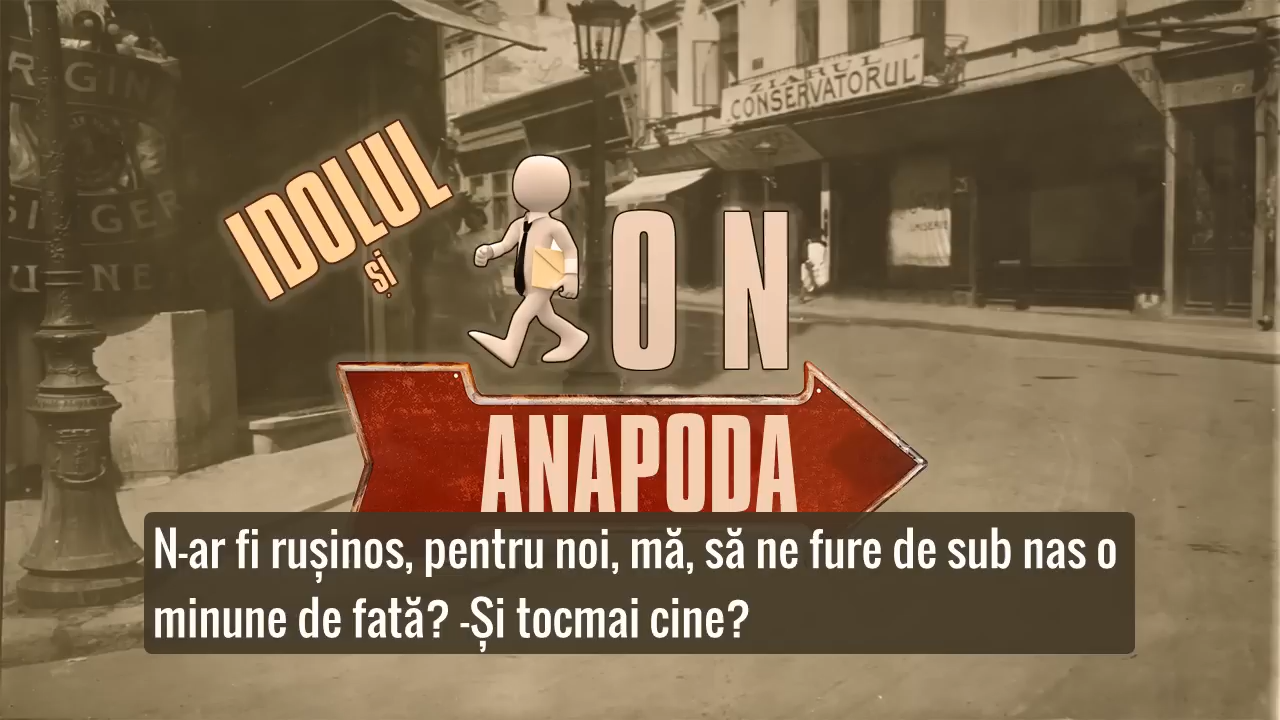 ZIARUL
"CONSERVATORUL"
IDOLUL
ȘI
ION
ANAPODA
N-ar fi rușinos, pentru noi, mă, să ne fure de sub nas o
minune de fată? -Și tocmai cine?